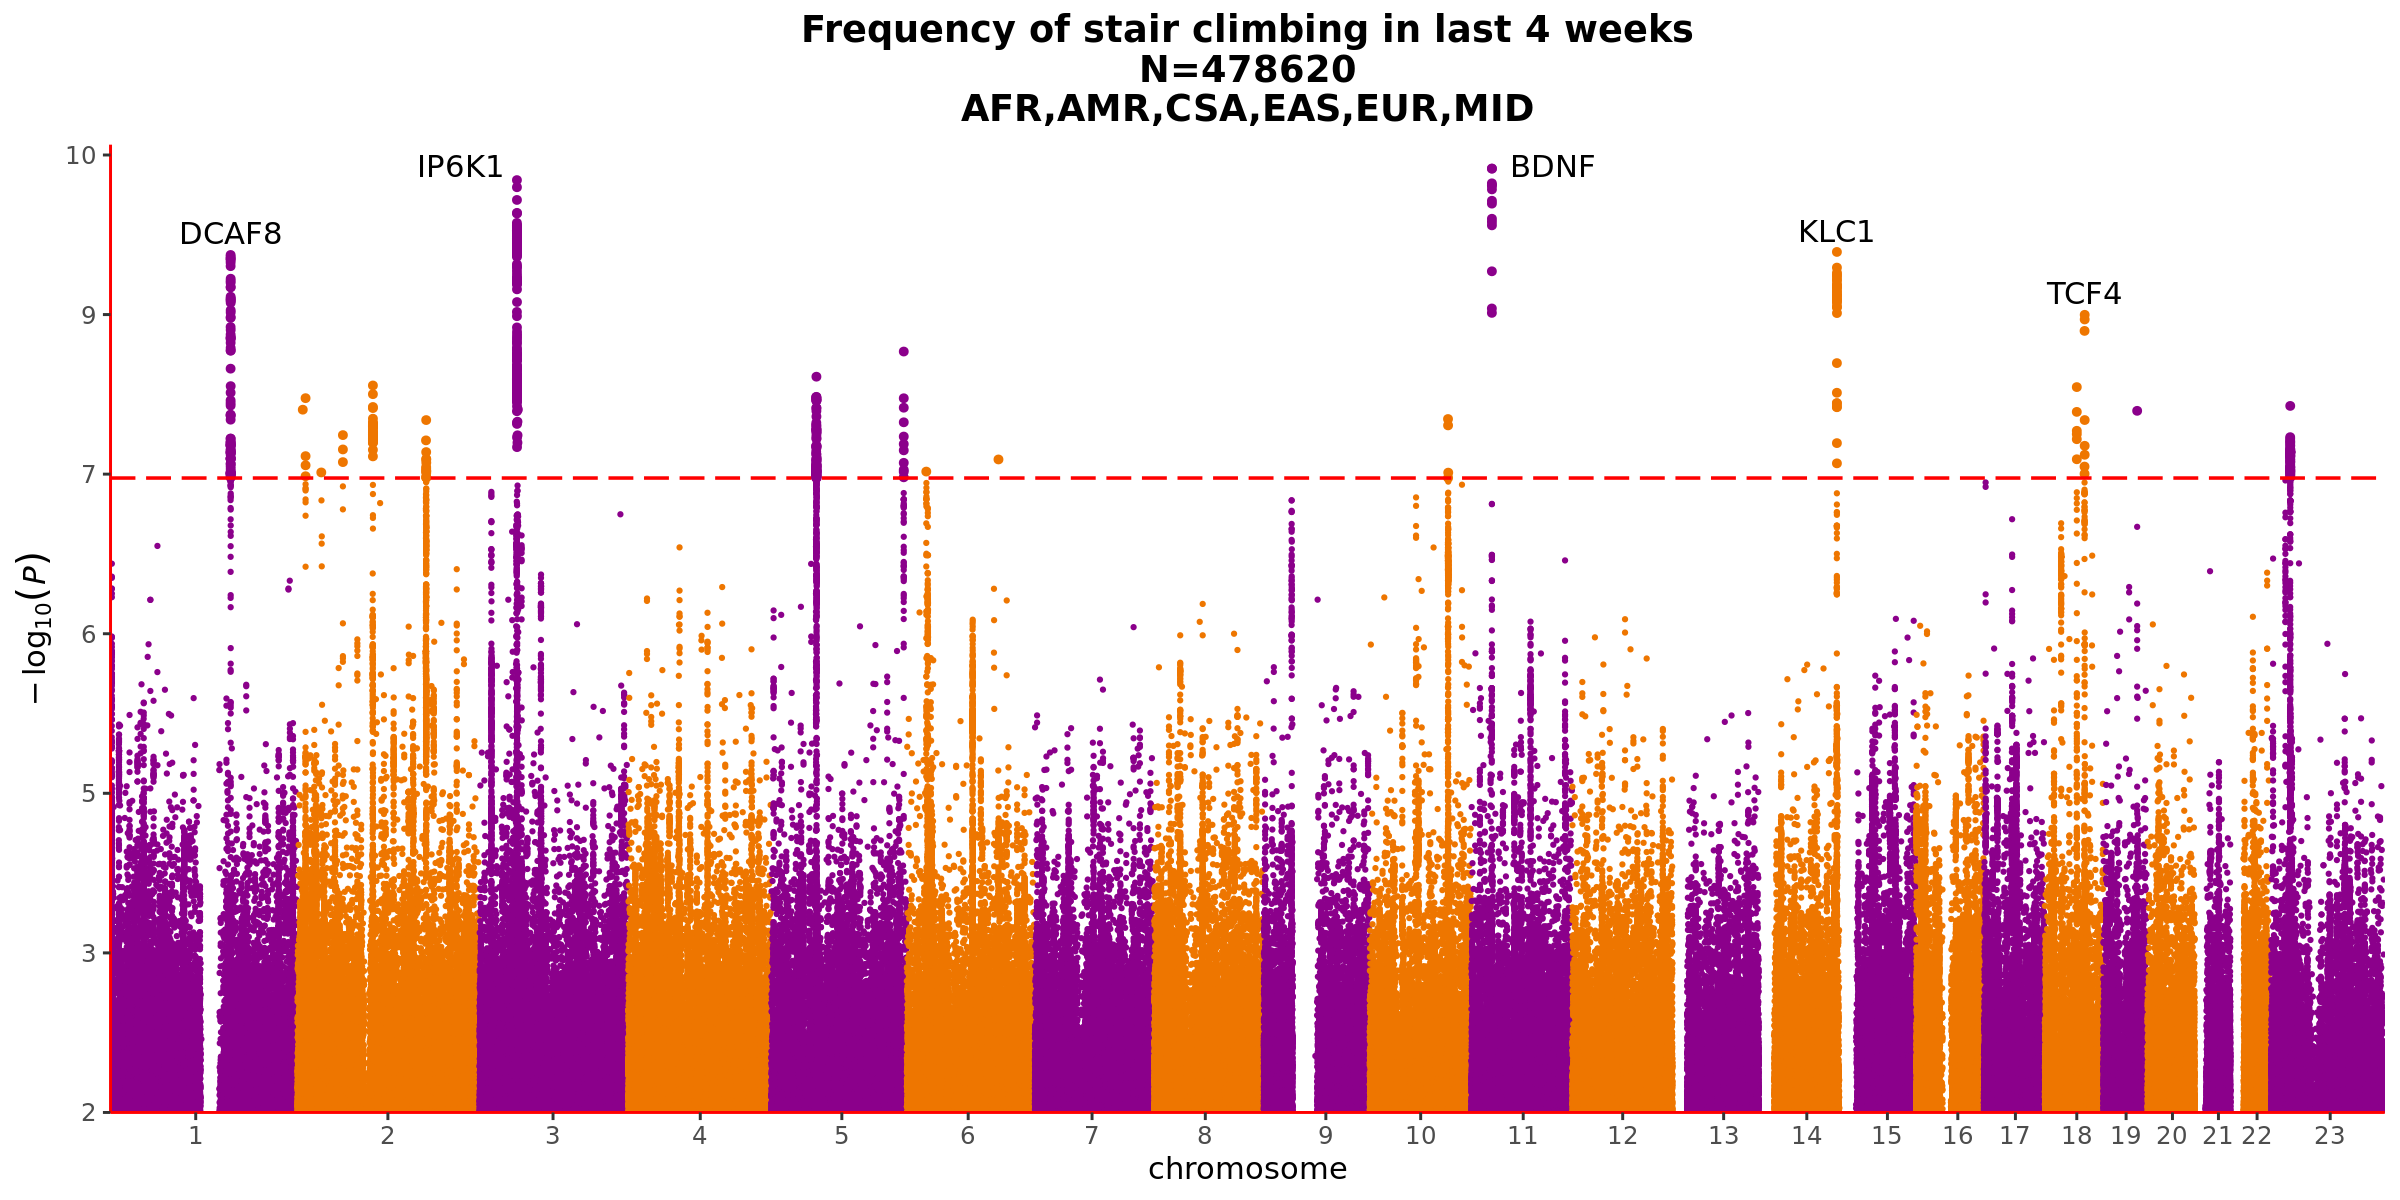 Frequency of stair climbing in last 4 weeks
N=478620
AFR,AMR,CSA,EAS,EUR,MID
10
IP6K1
BDNF
DCAF8
KLC1
TCF4
9
7
6
5
3
2
−log10(P)
1 2 3 4 5 6 7 8 9 10 11 12 13 14 15 16 17 18 19 20 21 22 23
chromosome